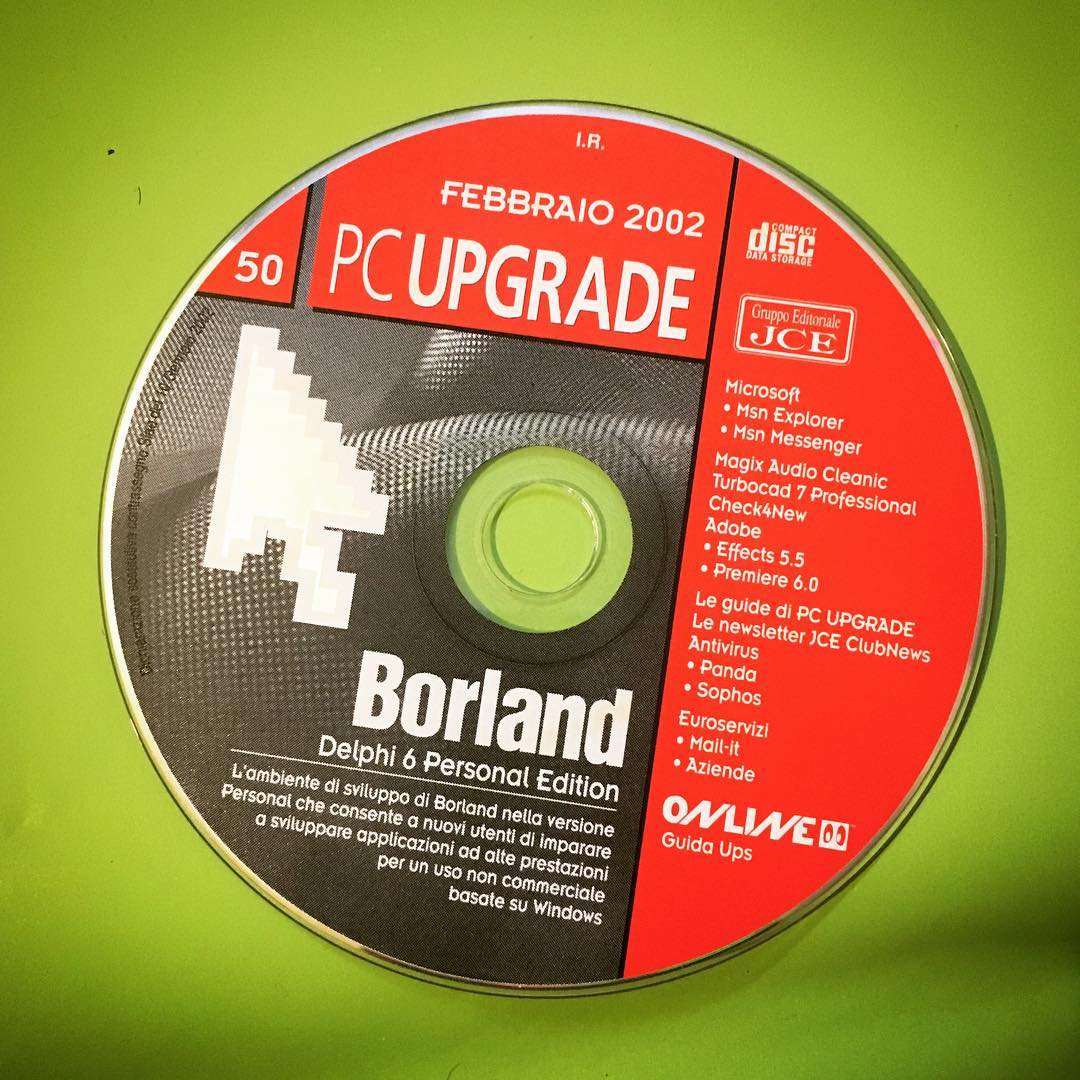 I.R.
FEBBRAIO 2002
50
PC UPGRADE
COMPACT
disc
DATA STORAGE
Gruppo Editoriale
JCE
Microsoft
• Msn Explorer
• Msn Messenger
Magix Audio Cleanic
Turbocad 7 Professional
Check4New
Adobe
• Effects 5.5
• Premiere 6.0
Le guide di PC UPGRADE
Le newsletter JCE ClubNews
Antivirus
• Panda
• Sophos
Euroservizi
• Mail-it
• Aziende
ONLINE
Guida Ups
Borland
Delphi 6 Personal Edition
L'ambiente di sviluppo di Borland nella versione
Personal che consente a nuovi utenti di imparare
a sviluppare applicazioni ad alte prestazioni
per un uso non commerciale
basate su Windows
sostitutiva contrassegno Siae